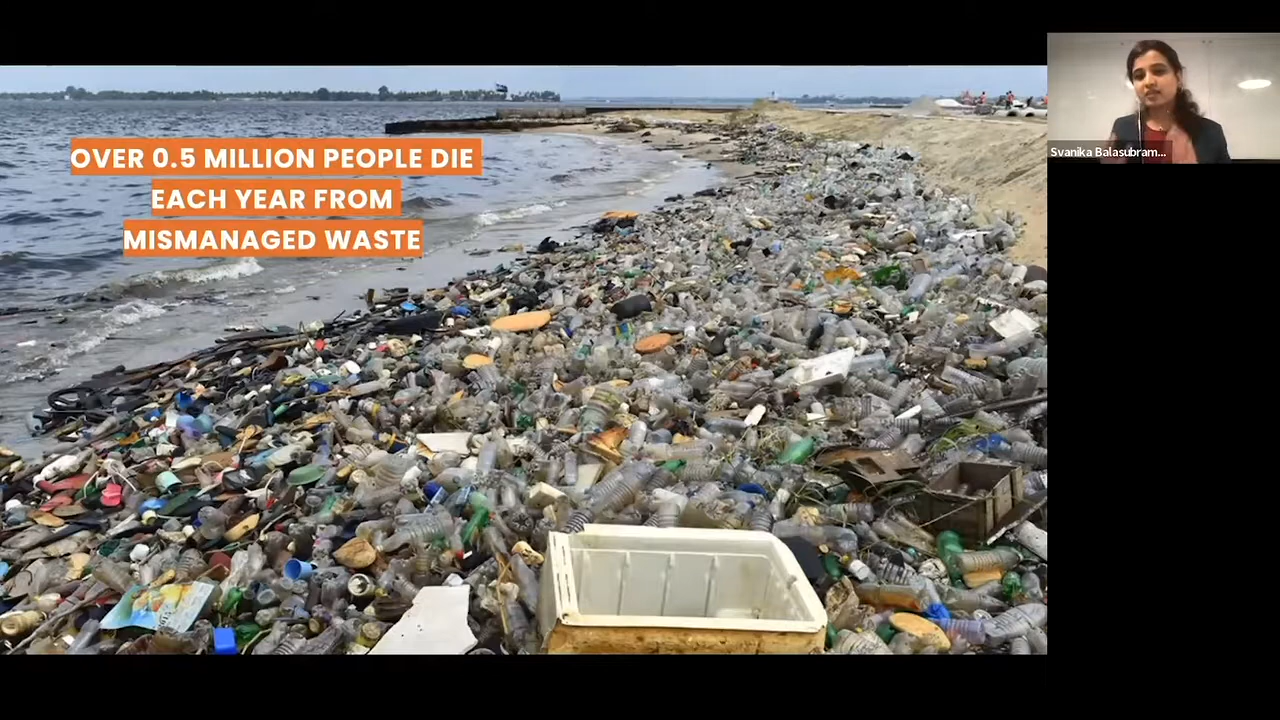 OVER 0.5 MILLION PEOPLE DIE
EACH YEAR FROM
MISMANAGED WASTE
Svanika Balasubram...